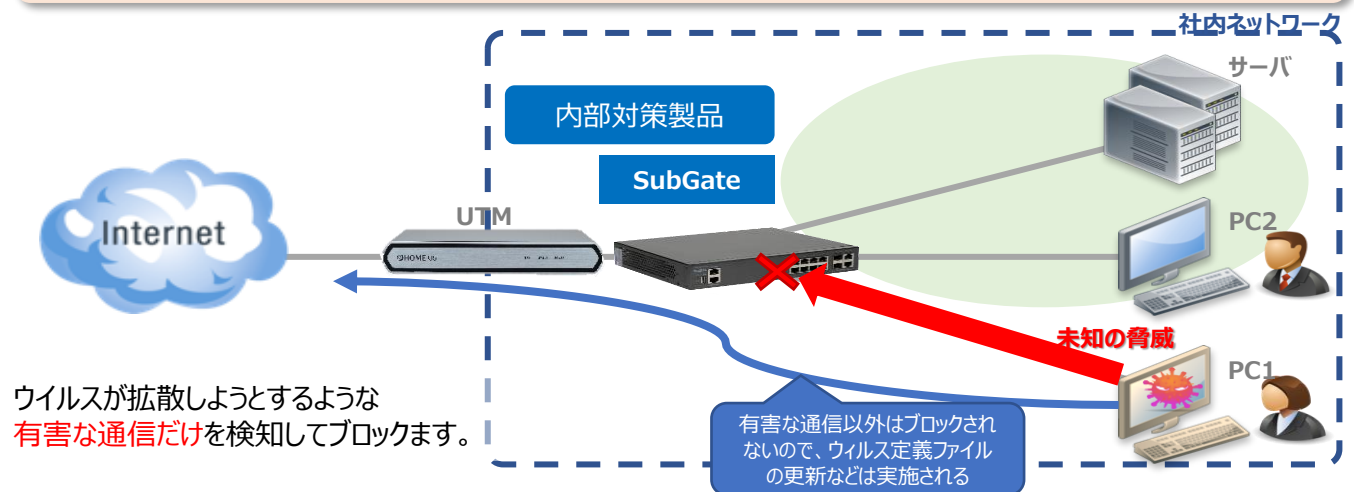 社内ネットワーク
サーバ
内部対策製品
SubGate
UTM
Internet
PC2
未知の脅威
PC1
ウイルスが拡散しようとするような
有害な通信だけを検知してブロックます。
有害な通信以外はブロックされ
ないので、ウィルス定義ファイル
の更新などは実施される